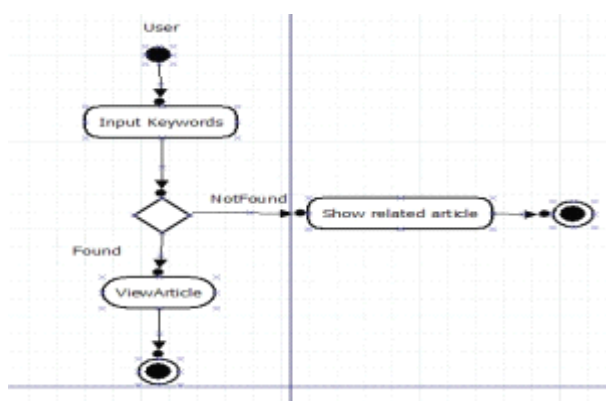 User
Input Keywords
NotFound
Show related article
Found
ViewArticle